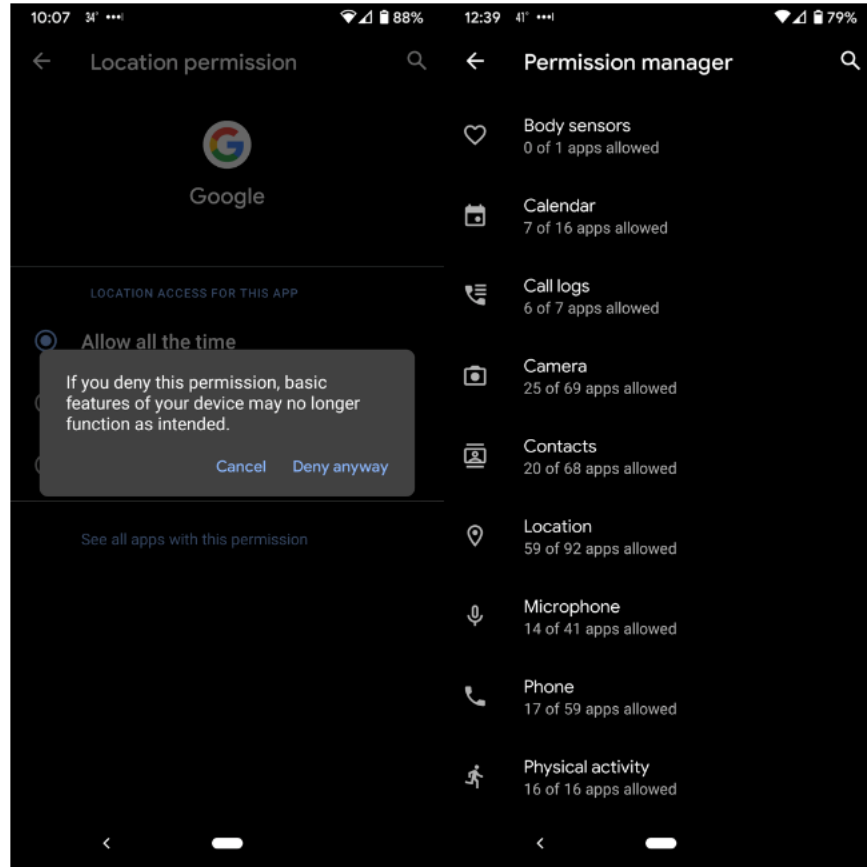 10:07 34° 88%
Location permission
Google
LOCATION ACCESS FOR THIS APP
Allow all the time
If you deny this permission, basic
features of your device may no longer
function as intended.
Cancel Deny anyway
See all apps with this permission
12:39 41° 79%
Permission manager
Body sensors
0 of 1 apps allowed
Calendar
7 of 16 apps allowed
Call logs
6 of 7 apps allowed
Camera
25 of 69 apps allowed
Contacts
20 of 68 apps allowed
Location
59 of 92 apps allowed
Microphone
14 of 41 apps allowed
Phone
17 of 59 apps allowed
Physical activity
16 of 16 apps allowed